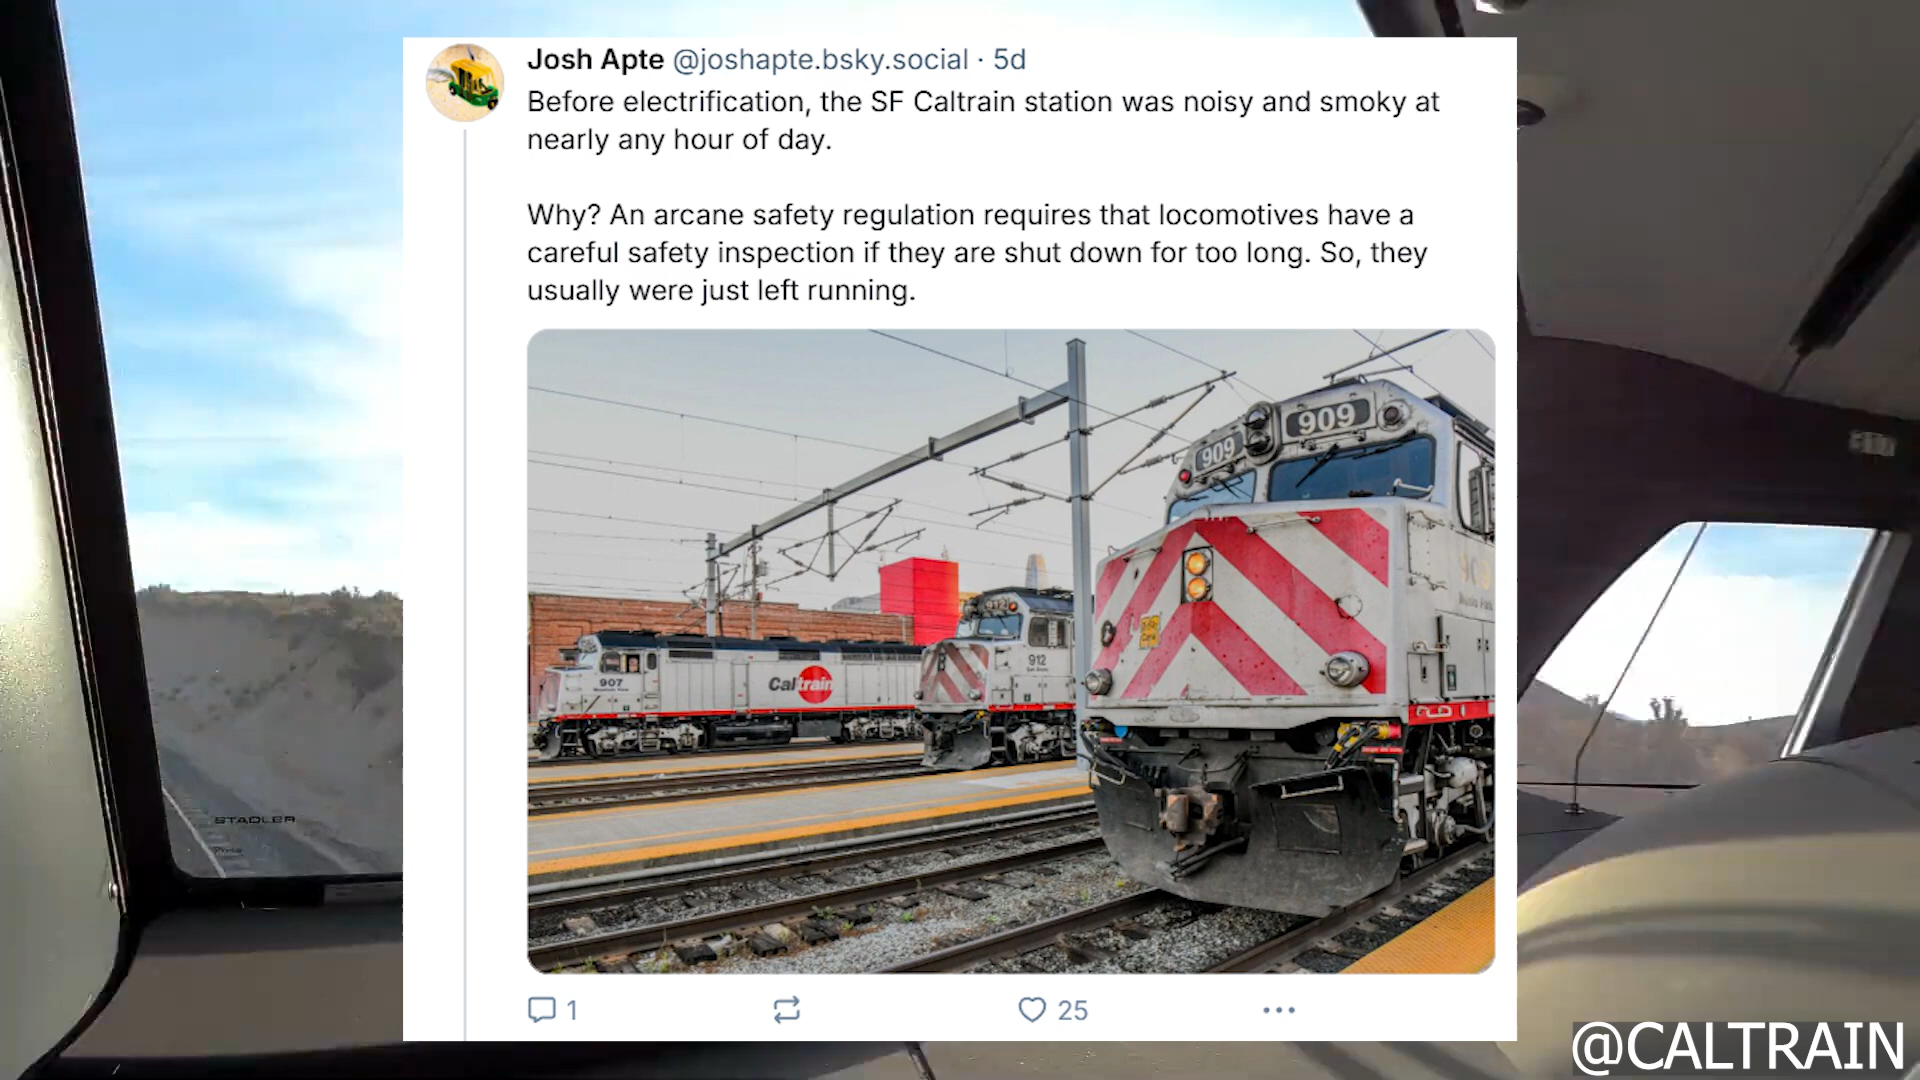 Josh Apte @joshapte.bsky.social · 5d
Before electrification, the SF Caltrain station was noisy and smoky at
nearly any hour of day.
Why? An arcane safety regulation requires that locomotives have a
careful safety inspection if they are shut down for too long. So, they
usually were just left running.
909
909
912
912
907
Caltrain
STADLER
1
25
@CALTRAIN